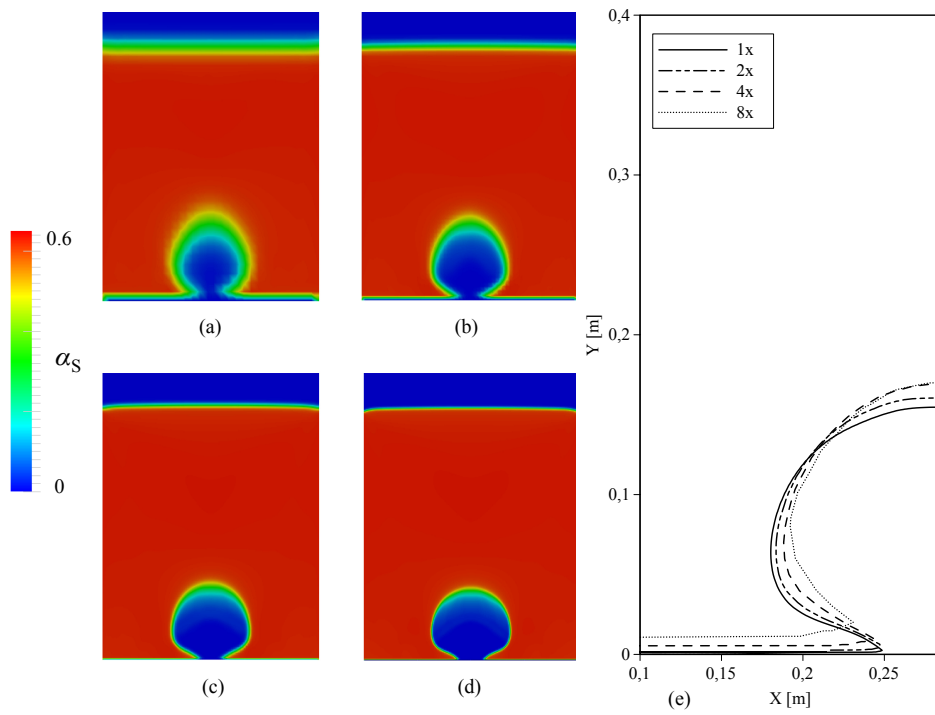 (a)
(b)
0.6
αS
0
(c)
(d)
1x
2x
4x
8x
0,4
0,3
0,2
0,1
0
Y [m]
0,1
0,15
0,2
0,25
X [m]
(e)